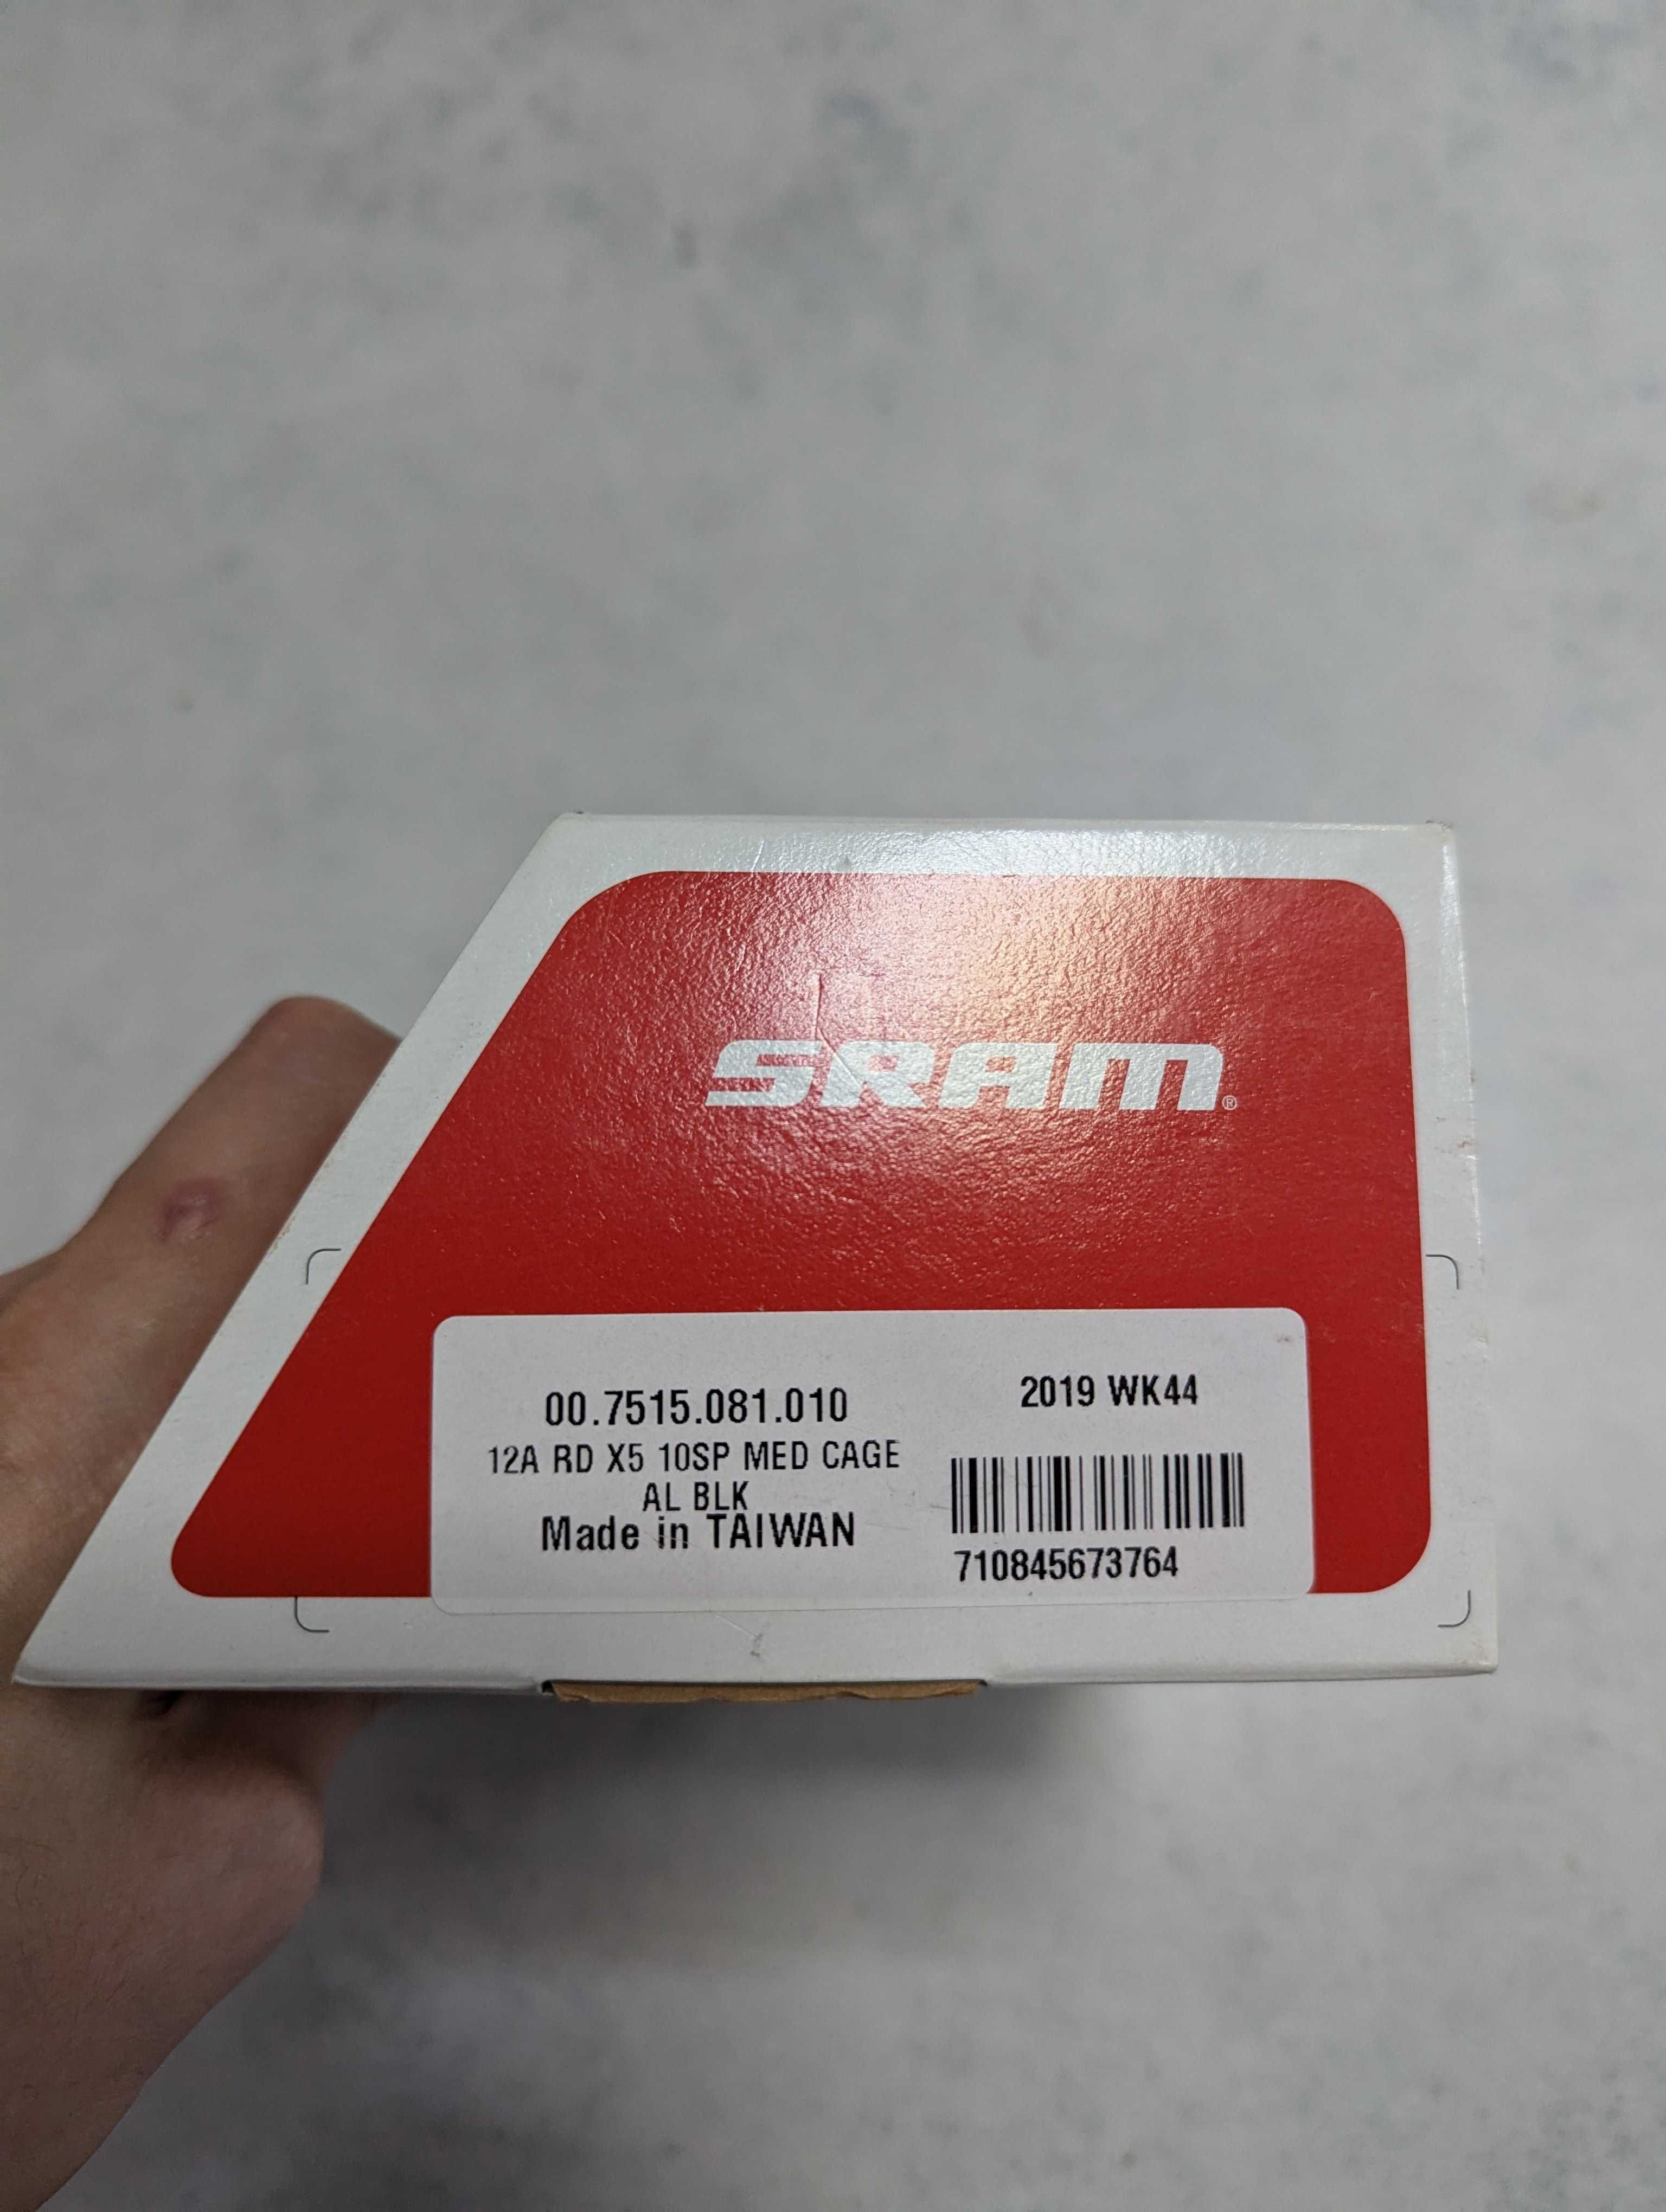 SRAM®
00.7515.081.010
2019 WK44
12A RD X5 10SP MED CAGE
AL BLK
Made in TAIWAN
710845673764